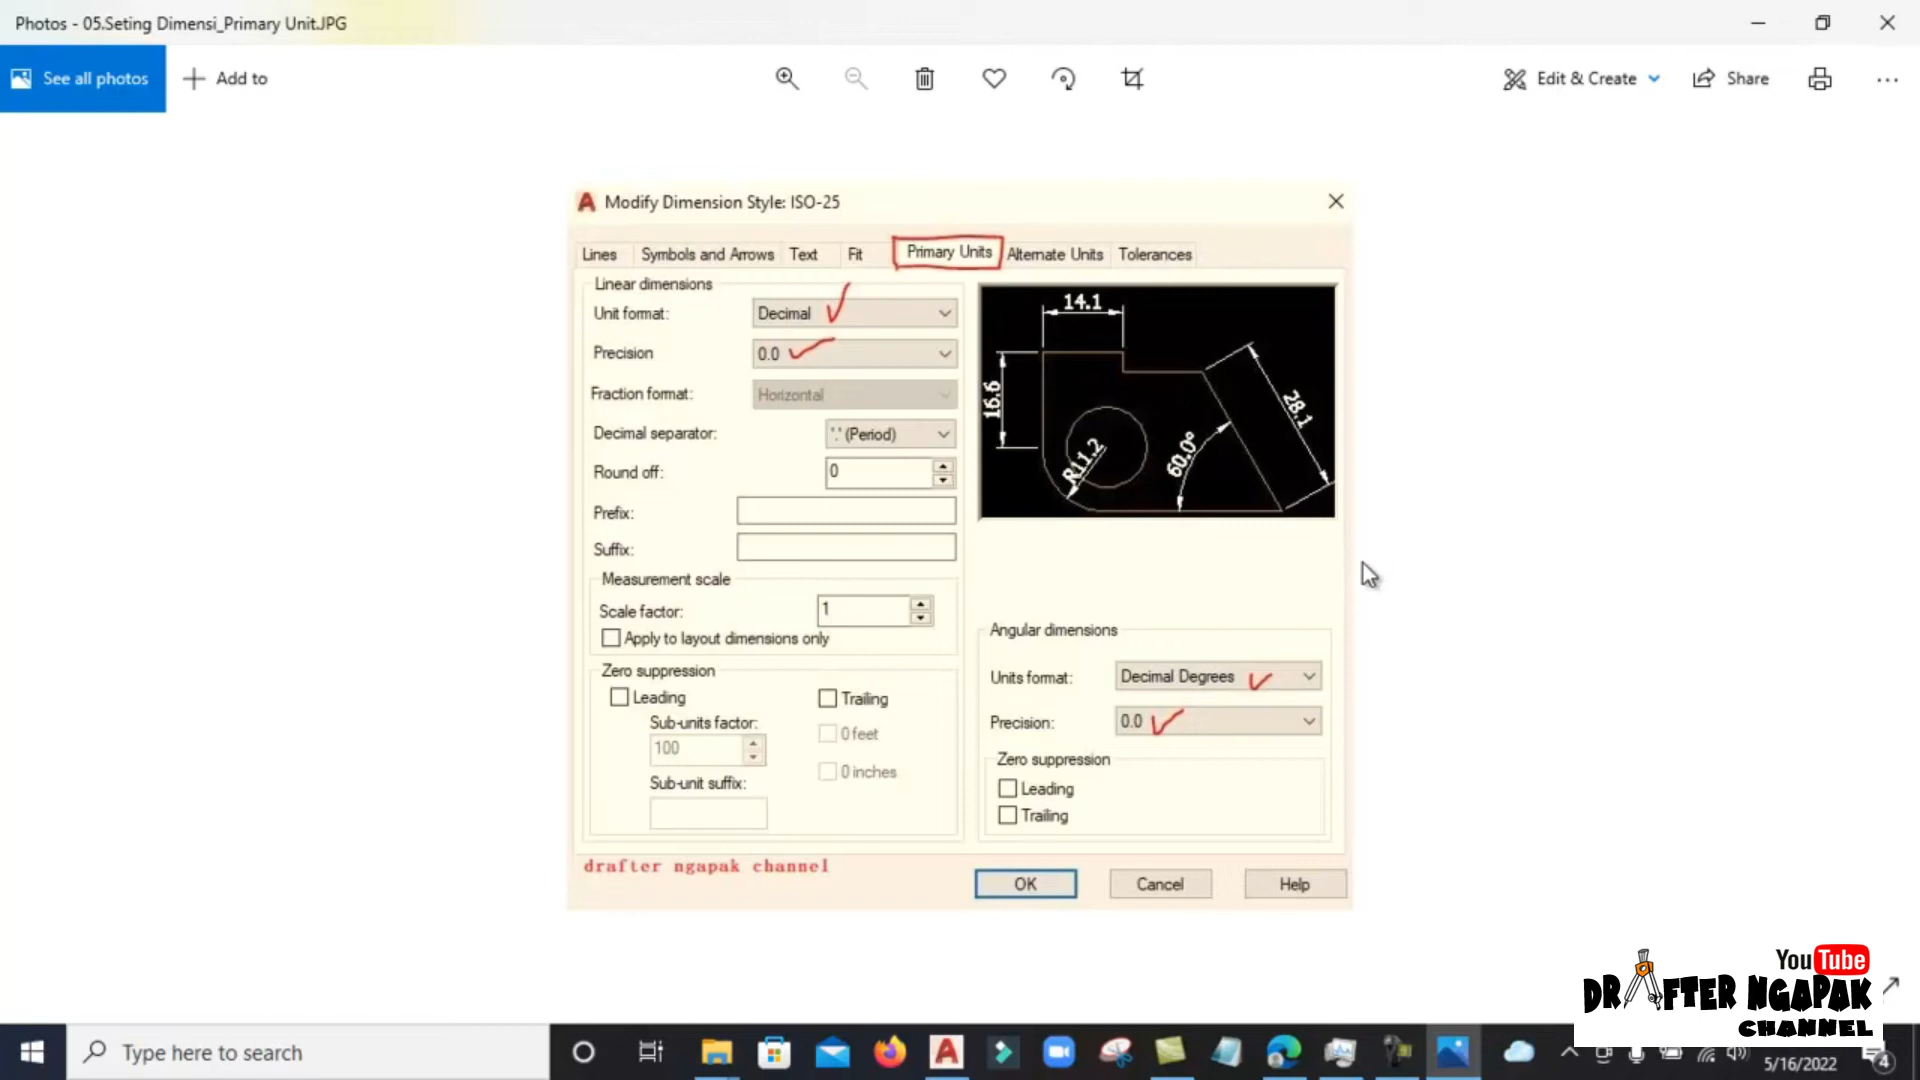 Photos - 05.Seting Dimensi_Primary Unit.JPG
See all photos
Add to
Edit & Create
Share
Modify Dimension Style: ISO-25
Lines
Symbols and Arrows
Text
Fit
Primary Units
Alternate Units
Tolerances
Linear dimensions
Unit format:
Decimal
Precision
0.0
Fraction format:
Horizontal
Decimal separator:
'.' (Period)
Round off:
0
Prefix:
Suffix:
Measurement scale
Scale factor:
1
Apply to layout dimensions only
Zero suppression
Leading
Trailing
Sub-units factor:
100
0 feet
Sub-unit suffix:
0 inches
14.1
16.6
28.1
R11.2
60.0°
Angular dimensions
Units format:
Decimal Degrees
Precision:
0.0
Zero suppression
Leading
Trailing
drafter ngapak channel
OK
Cancel
Help
YouTube
DRAFTER NGAPAK
CHANNEL
Type here to search
5/16/2022
4